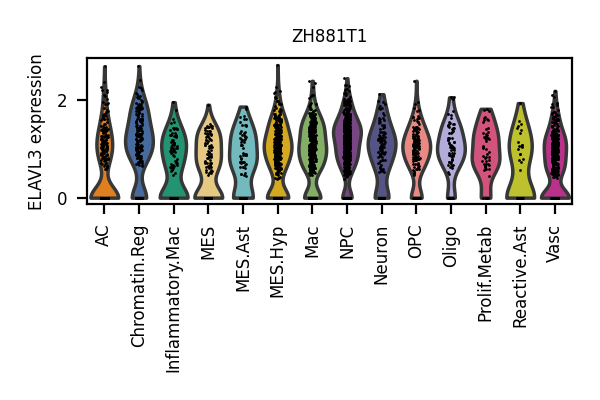 ZH881T1
ELAVL3 expression
2
0
AC
Chromatin.Reg
Inflammatory.Mac
MES
MES.Ast
MES.Hyp
Mac
NPC
Neuron
OPC
Oligo
Prolif.Metab
Reactive.Ast
Vasc